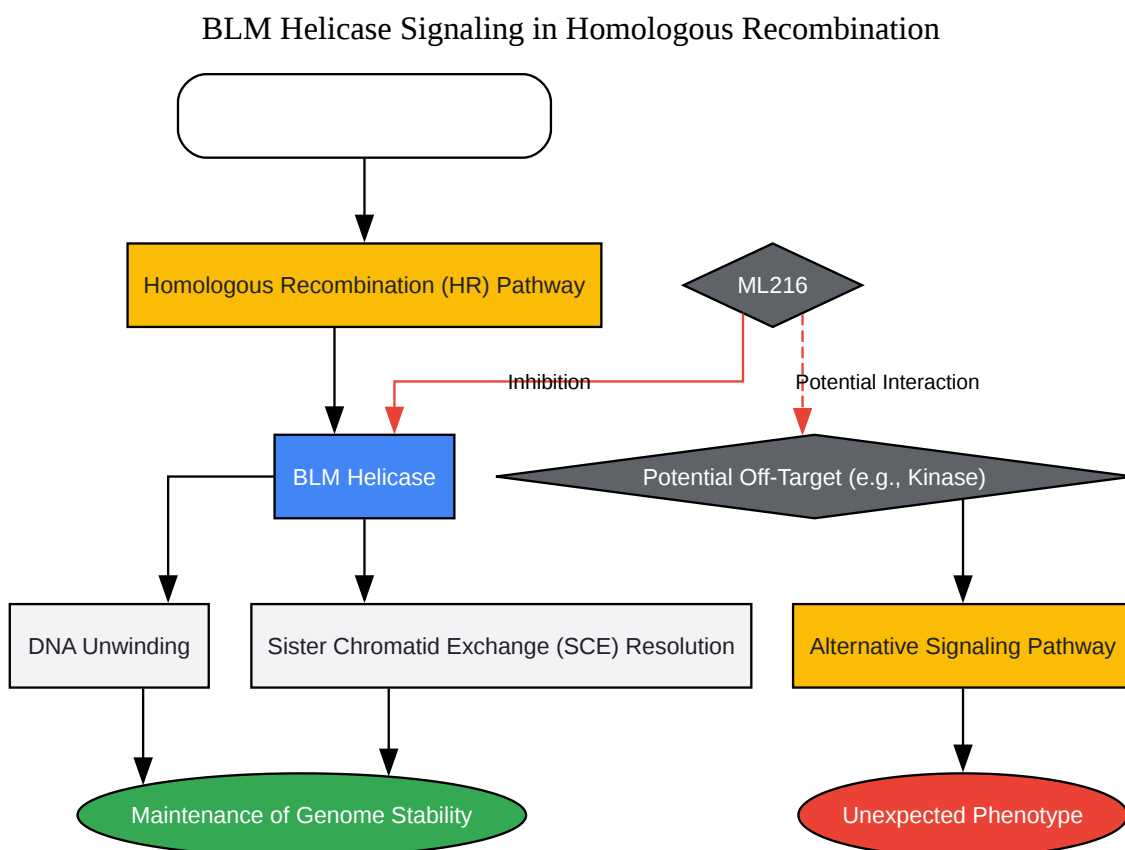 BLM Helicase Signaling in Homologous Recombination
Homologous Recombination (HR) Pathway
ML216
Inhibition
Potential Interaction
BLM Helicase
Potential Off-Target (e.g., Kinase)
DNA Unwinding
Sister Chromatid Exchange (SCE) Resolution
Alternative Signaling Pathway
Maintenance of Genome Stability
Unexpected Phenotype